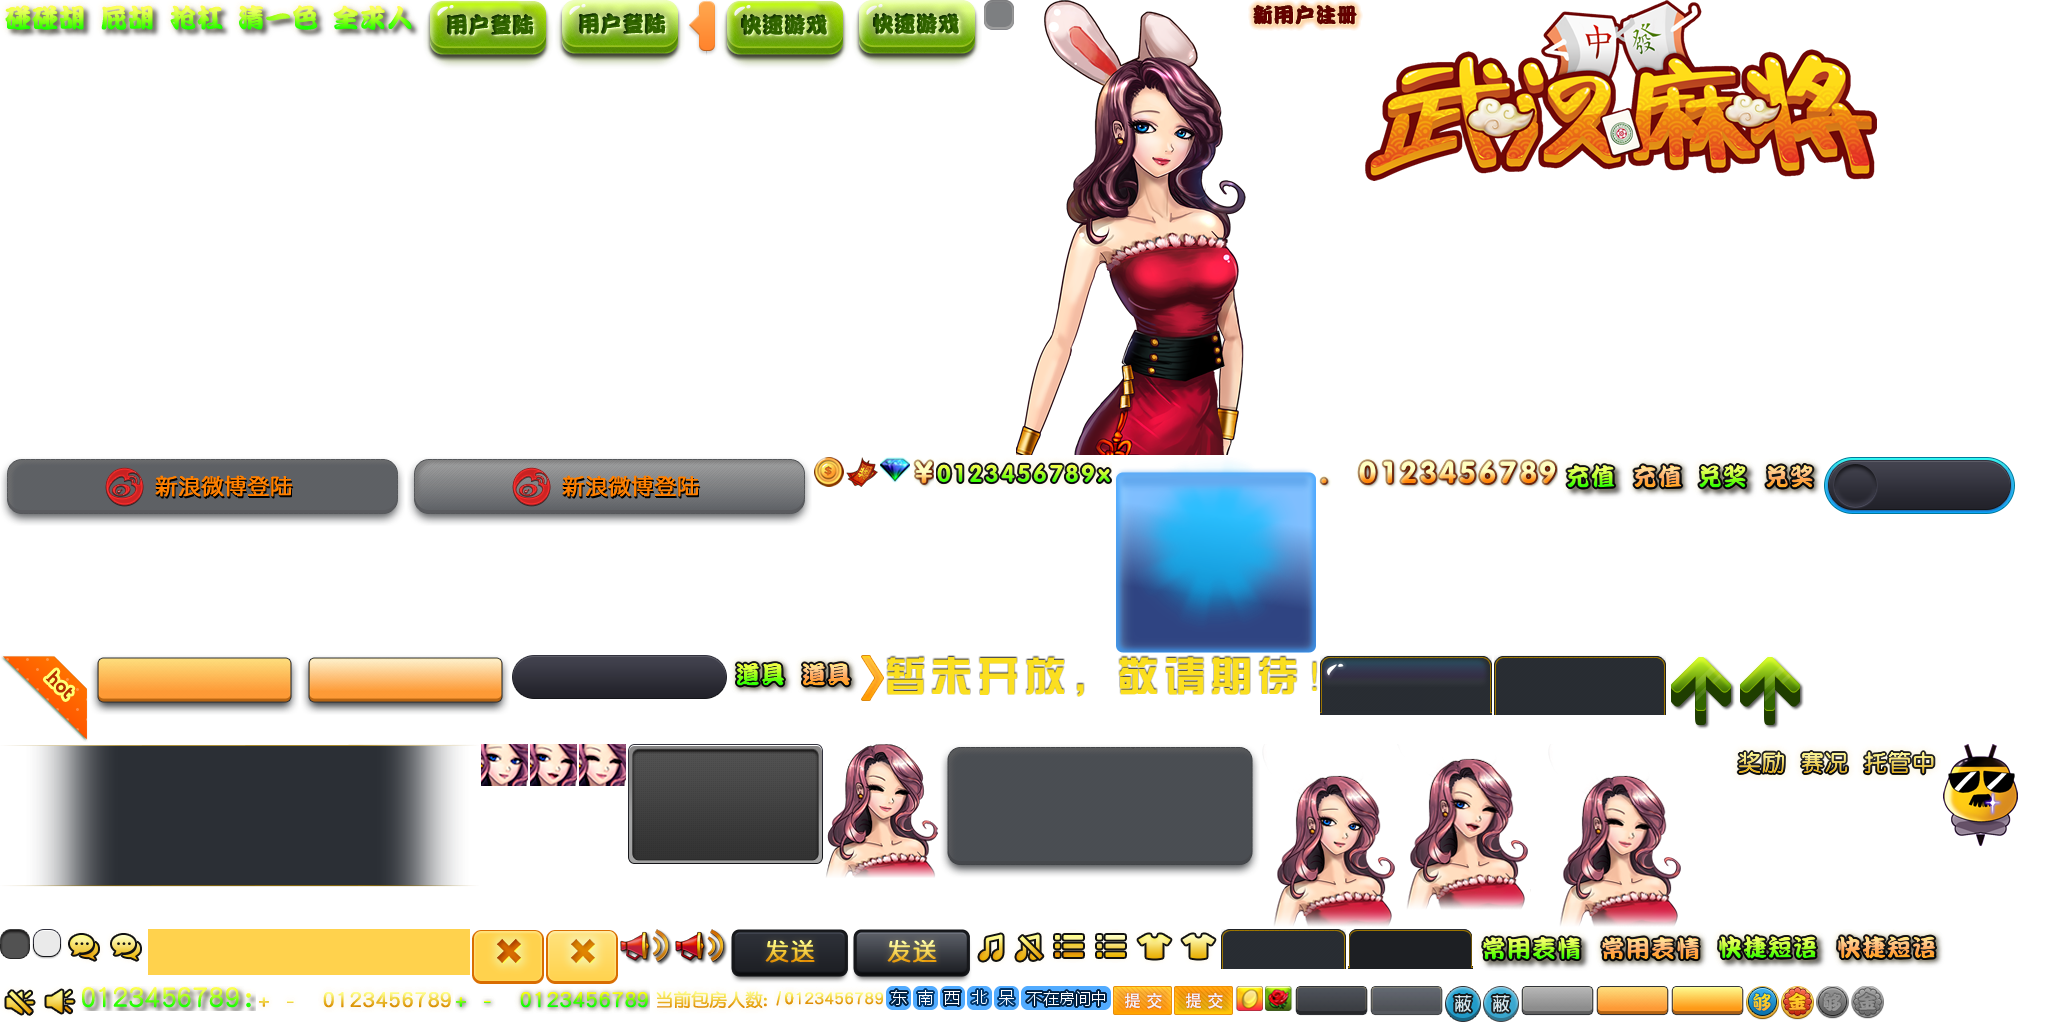 碰碰胡 屁胡 抢杠 清一色 全求人
用户登陆
用户登陆
快速游戏
快速游戏
新用户注册
中 發
武汉麻将
新浪微博登陆
新浪微博登陆
¥0123456789x
. 0123456789
充值 充值 兑奖 兑奖
hot
道具 道具
暂未开放，敬请期待！
奖励 赛况 托管中
发送
发送
常用表情 常用表情 快捷短语 快捷短语
0123456789:+ - 0123456789+ - 0123456789
当前包房人数: /0123456789
东 南 西 北 呆 不在房间中
提交 提交
蔽 蔽
够 金 够 金